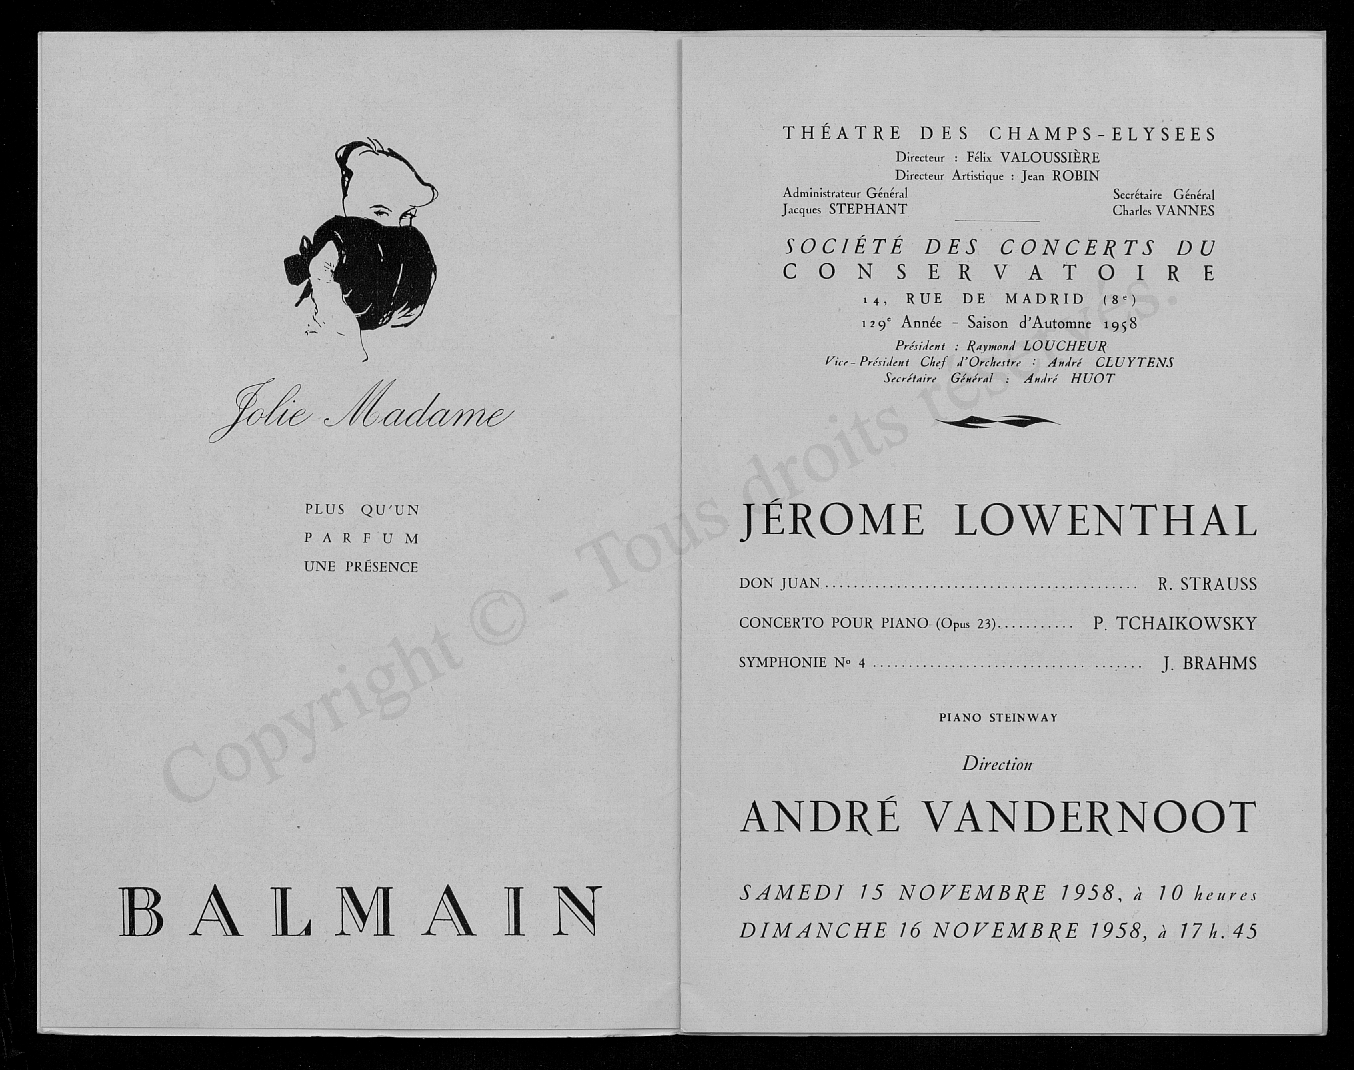 Jolie Madame
PLUS QU'UN
PARFUM
UNE PRÉSENCE
BALMAIN
THÉATRE DES CHAMPS-ELYSEES
Directeur : Félix VALOUSSIÈRE
Directeur Artistique : Jean ROBIN
Administrateur Général
Jacques STEPHANT
Secrétaire Général
Charles VANNES
SOCIÉTÉ DES CONCERTS DU
CONSERVATOIRE
14, RUE DE MADRID (8e)
129e Année - Saison d'Automne 1958
Président : Raymond LOUCHEUR
Vice-Président Chef d'Orchestre : André CLUYTENS
Secrétaire Général : André HUOT
JÉROME LOWENTHAL
DON JUAN ........................................... R. STRAUSS
CONCERTO POUR PIANO (Opus 23)........... P. TCHAIKOWSKY
SYMPHONIE No 4 ..................................... J. BRAHMS
PIANO STEINWAY
Direction
ANDRÉ VANDERNOOT
SAMEDI 15 NOVEMBRE 1958, à 10 heures
DIMANCHE 16 NOVEMBRE 1958, à 17 h. 45
Copyright © - Tous droits réservés.